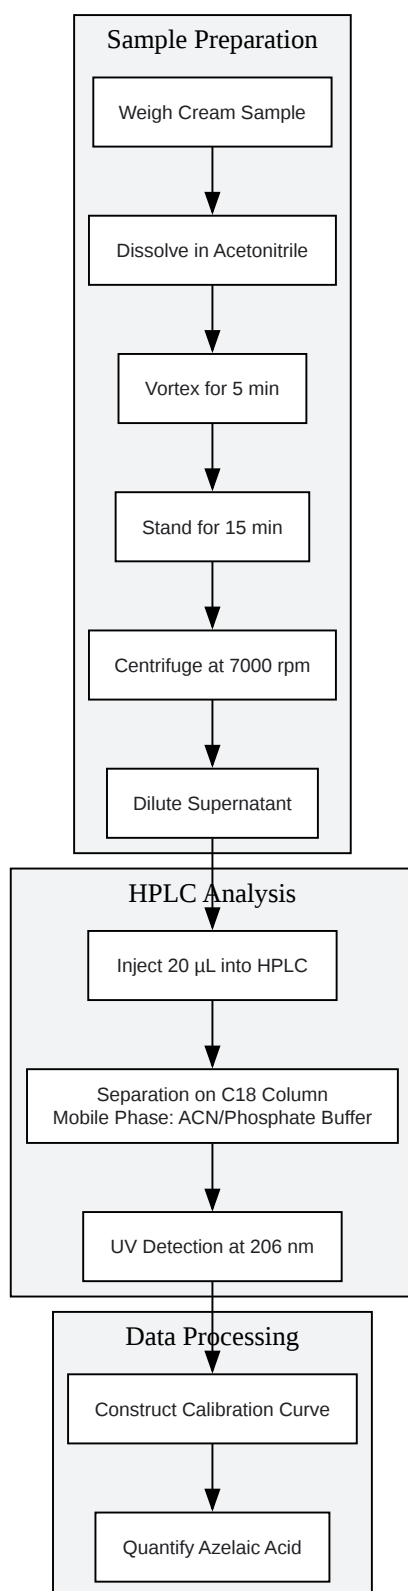 Sample Preparation
Weigh Cream Sample
Dissolve in Acetonitrile
Vortex for 5 min
Stand for 15 min
Centrifuge at 7000 rpm
Dilute Supernatant
HPLC Analysis
Inject 20 µL into HPLC
Separation on C18 Column
Mobile Phase: ACN/Phosphate Buffer
UV Detection at 206 nm
Data Processing
Construct Calibration Curve
Quantify Azelaic Acid